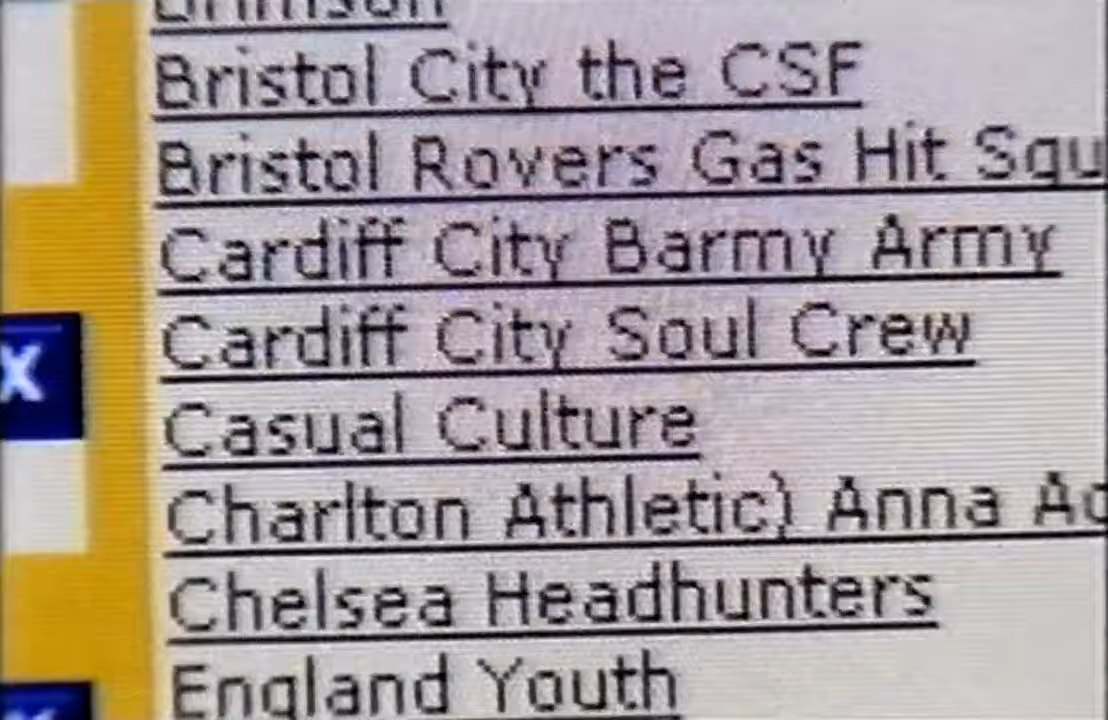 Bristol City the CSF
Bristol Rovers Gas Hit
Cardiff City Barmy Army
Cardiff City Soul Crew
X
Casual Culture
Charlton Athletic) Anna
Chelsea Headhunters
England Youth